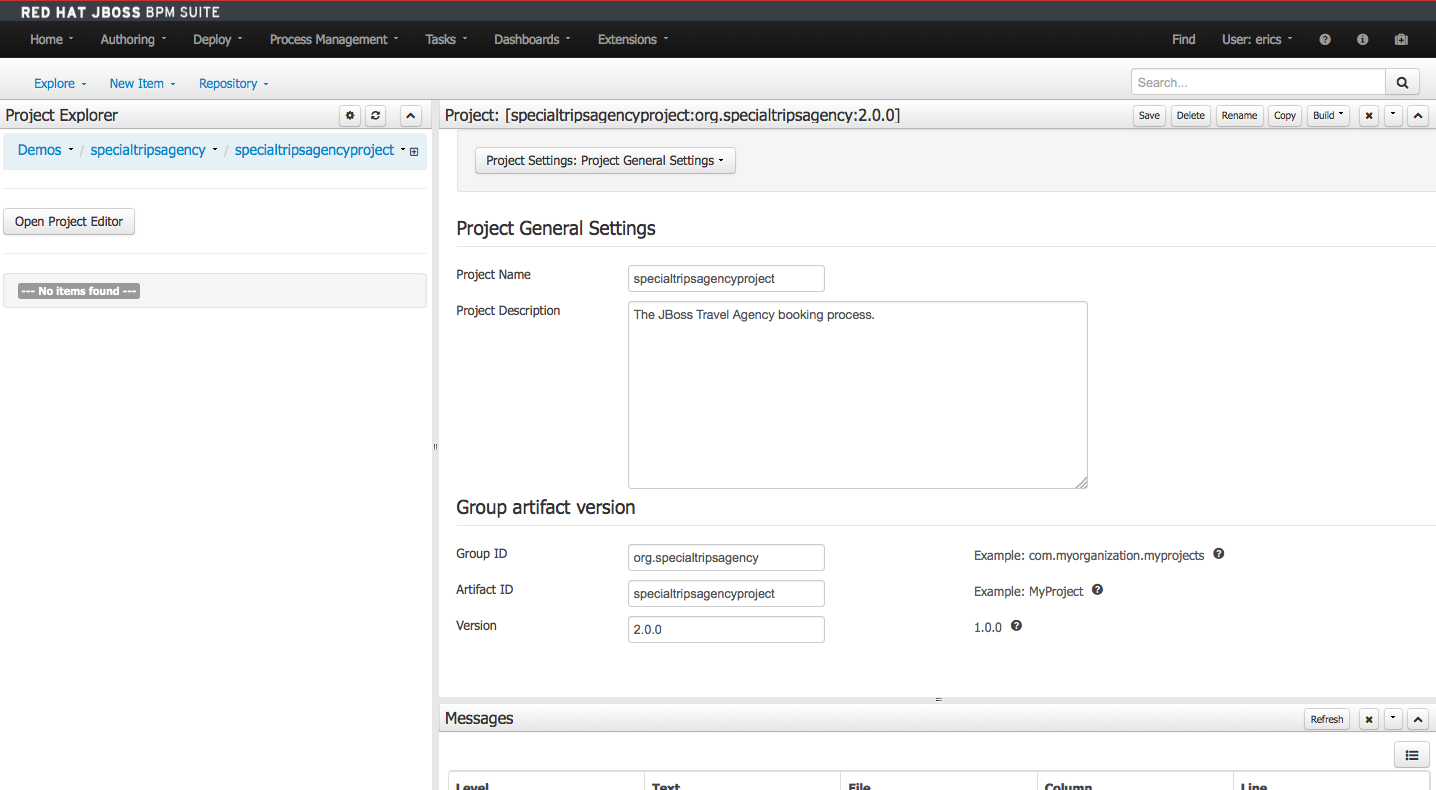 RED HAT JBOSS BPM SUITE
Home Authoring Deploy Process Management Tasks Dashboards Extensions Find User: erics
Explore New Item Repository Search...
Project Explorer
Demos / specialtripsagency / specialtripsagencyproject
Open Project Editor
--- No items found ---
Project: [specialtripsagencyproject:org.specialtripsagency:2.0.0] Save Delete Rename Copy Build
Project Settings: Project General Settings
Project General Settings
Project Name specialtripsagencyproject
Project Description The JBoss Travel Agency booking process.
Group artifact version
Group ID org.specialtripsagency Example: com.myorganization.myprojects
Artifact ID specialtripsagencyproject Example: MyProject
Version 2.0.0 1.0.0
Messages Refresh
Level Text File Column Line